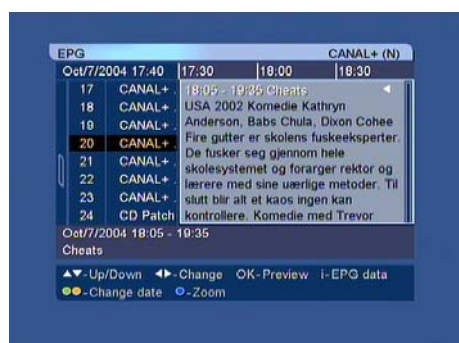 EPG CANAL+ (N)
Oct/7/2004 17:40 17:30 18:00 18:30
17 CANAL+ .
18 CANAL+ .
19 CANAL+ .
20 CANAL+ .
21 CANAL+ .
22 CANAL+ .
23 CANAL+ .
24 CD Patch
18:05 - 19:35 Cheats
USA 2002 Komedie Kathryn
Anderson, Babs Chula, Dixon Cohee
Fire gutter er skolens fuskeeksperter.
De fusker seg gjennom hele
skolesystemet og forarger rektor og
lærere med sine uærlige metoder. Til
slutt blir alt et kaos ingen kan
kontrollere. Komedie med Trevor
Oct/7/2004 18:05 - 19:35
Cheats
▲▼-Up/Down ◀▶-Change OK-Preview i-EPG data
-Change date -Zoom